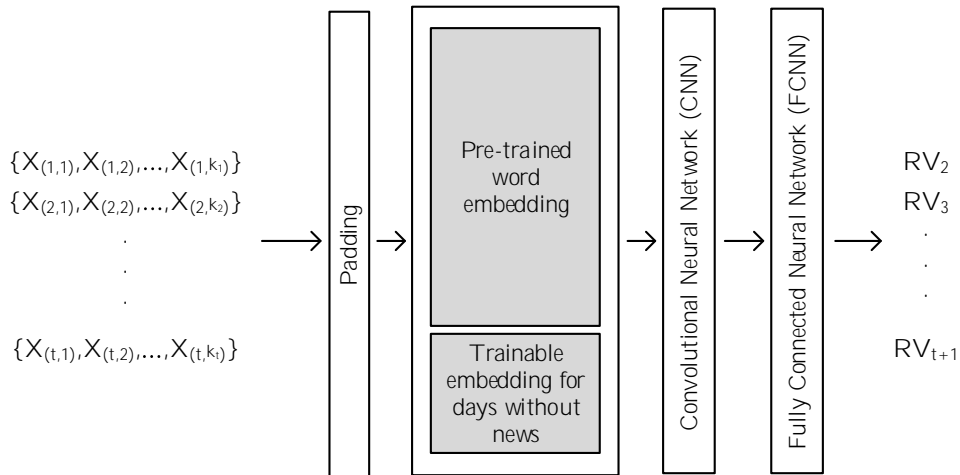 {X(1,1),X(1,2),...,X(1,k1)}
{X(2,1),X(2,2),...,X(2,k2)}
.
.
.
{X(t,1),X(t,2),...,X(t,kt)}
Padding
Pre-trained
word
embedding
Trainable
embedding for
days without
news
Convolutional Neural Network (CNN)
Fully Connected Neural Network (FCNN)
RV2
RV3
.
.
.
RVt+1